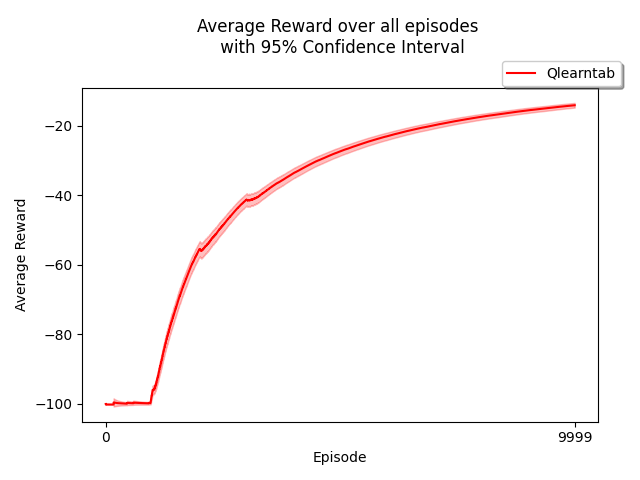 Average Reward over all episodes
with 95% Confidence Interval
Qlearntab
Average Reward
−20
−40
−60
−80
−100
0
9999
Episode